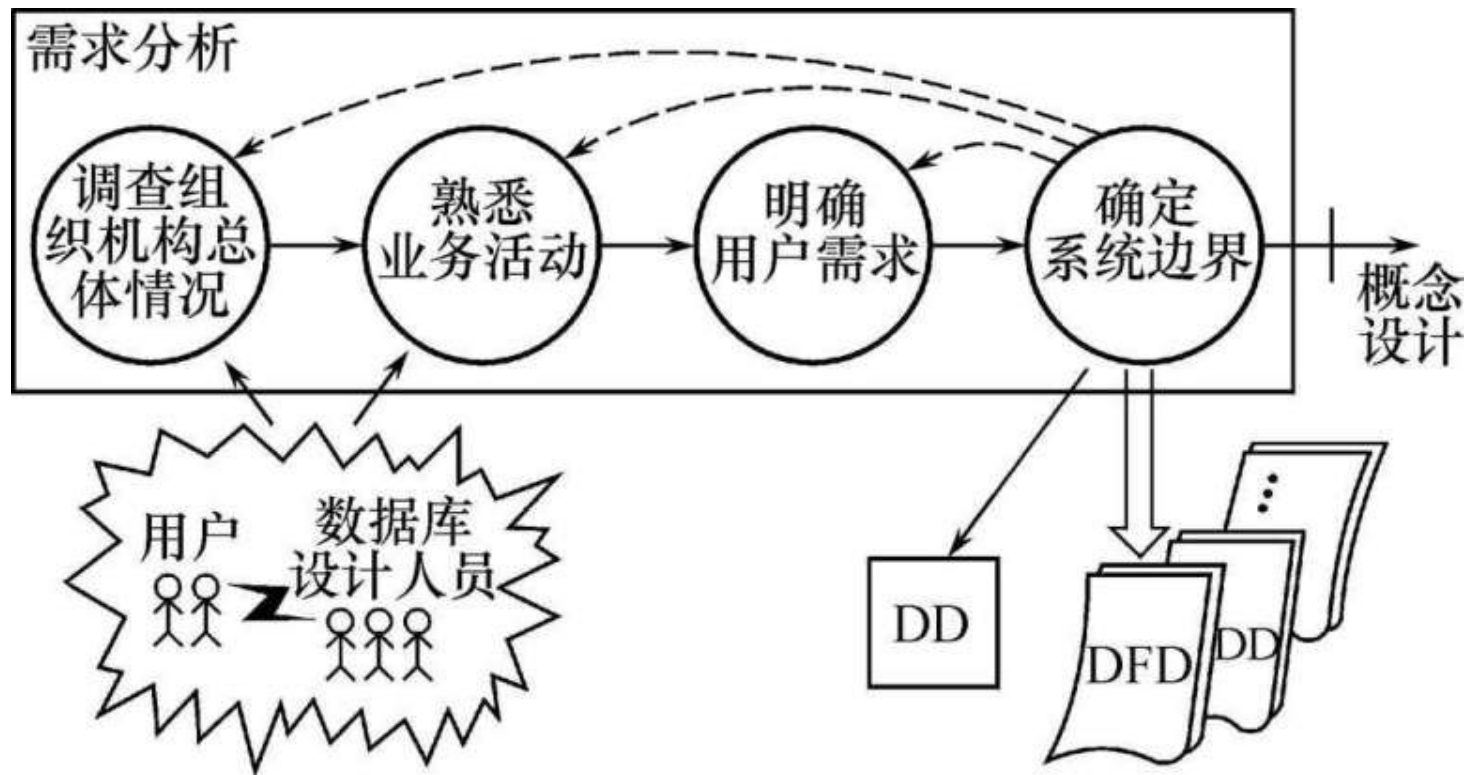 需求分析
调查组
织机构总
体情况
熟悉
业务活动
明确
用户需求
确定
系统边界
概念
设计
用户
数据库
设计人员
DD
DFD
DD